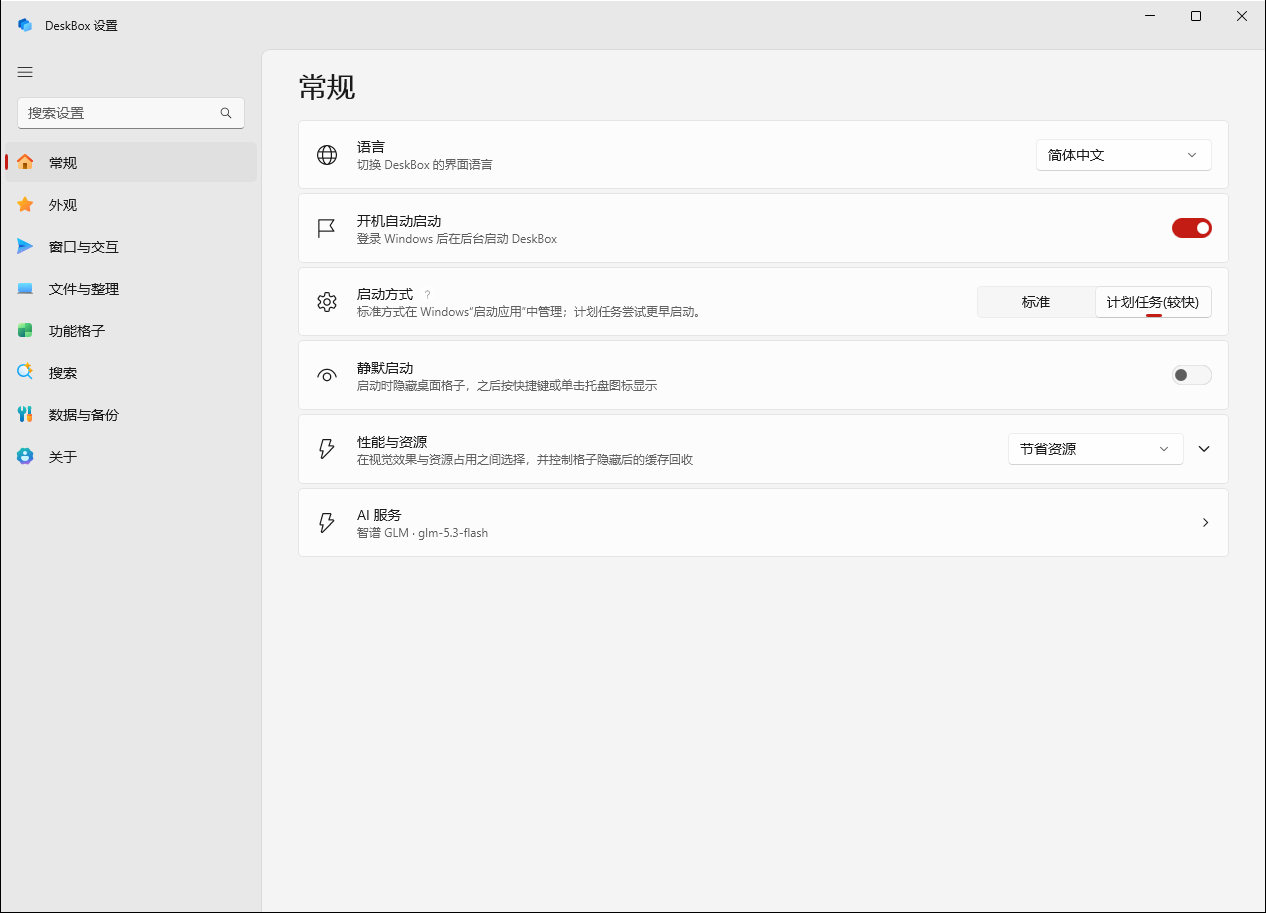 DeskBox 设置
搜索设置
常规
外观
窗口与交互
文件与整理
功能格子
搜索
数据与备份
关于
常规
语言
切换 DeskBox 的界面语言
简体中文
开机自动启动
登录 Windows 后在后台启动 DeskBox
启动方式 ?
标准方式在 Windows“启动应用”中管理；计划任务尝试更早启动。
标准
计划任务(较快)
静默启动
启动时隐藏桌面格子，之后按快捷键或单击托盘图标显示
性能与资源
在视觉效果与资源占用之间选择，并控制格子隐藏后的缓存回收
节省资源
AI 服务
智谱 GLM · glm-5.3-flash